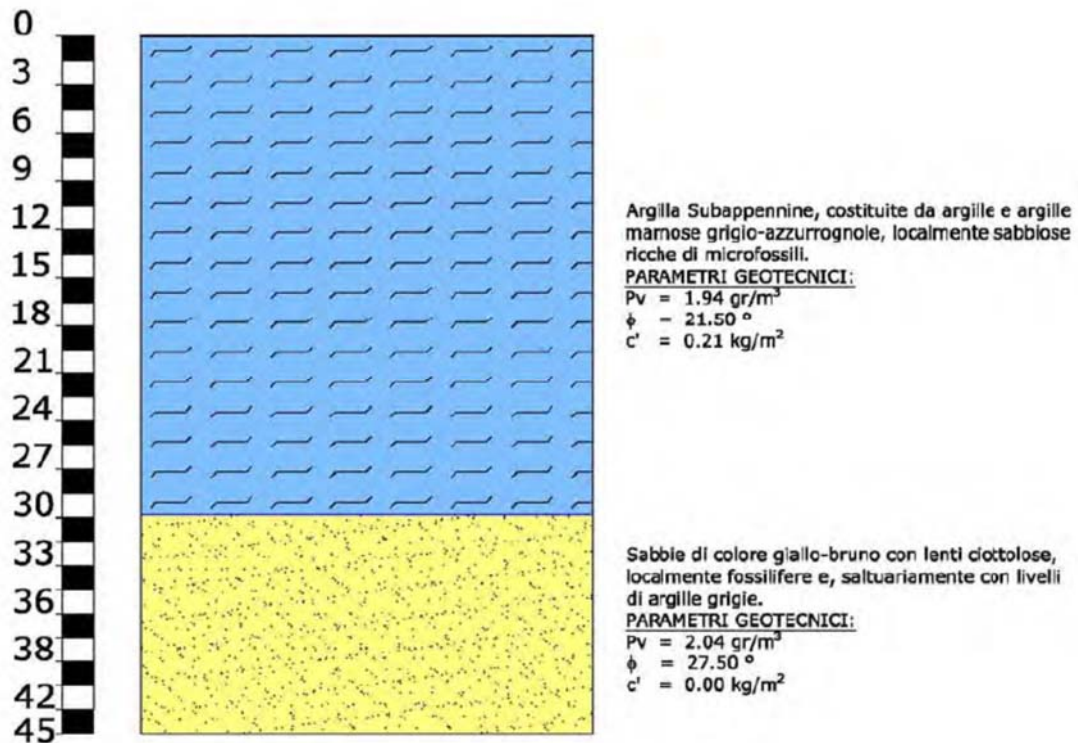 0
3
6
9
12
15
18
21
24
27
30
33
36
38
42
45
Argilla Subappennine, costituite da argille e argille
mamose grigio-azzurrognole, localmente sabbiose
ricche di microfossili.
PARAMETRI GEOTECNICI:
Pv = 1.94 gr/m³
ϕ = 21.50 °
c' = 0.21 kg/m²
Sabbie di colore giallo-bruno con lenti ciottolose,
localmente fossilifere e, saltuariamente con livelli
di argille grigie.
PARAMETRI GEOTECNICI:
Pv = 2.04 gr/m³
ϕ = 27.50 °
c' = 0.00 kg/m²